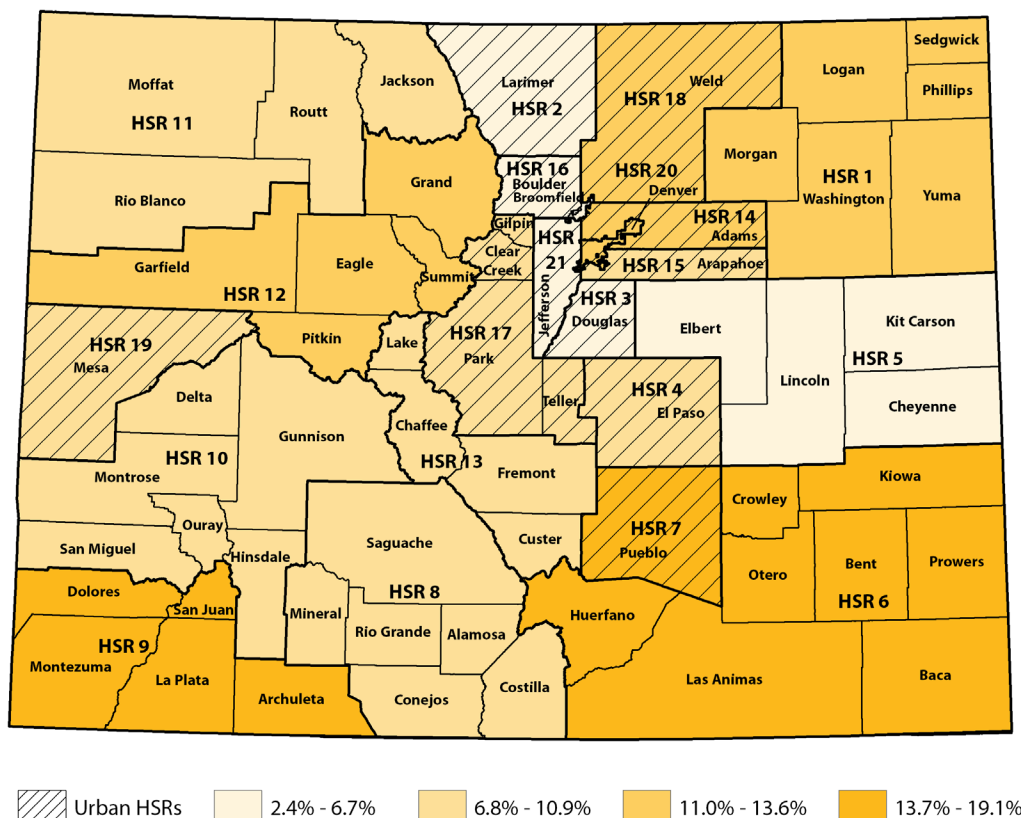 Sedgwick
Jackson
Larimer
Weld
Logan
Moffat
Phillips
HSR 2
HSR 18
Routt
HSR 11
Morgan
HSR 16
HSR 20
HSR 1
Grand
Boulder
Denver
Broomfield
Washington
Yuma
Rio Blanco
Gilpin
HSR 14
HSR
21
Adams
Clear
Creek
Eagle
Garfield
Summit
HSR 15
Arapahoe
HSR 12
HSR 3
Jefferson
Douglas
Elbert
Kit Carson
HSR 17
Pitkin
Lake
HSR 19
Park
HSR 5
Mesa
Lincoln
HSR 4
Delta
Teller
El Paso
Cheyenne
Chaffee
Gunnison
HSR 10
HSR 13
Montrose
Fremont
Kiowa
Crowley
Ouray
HSR 7
San Miguel
Hinsdale
Saguache
Custer
Pueblo
Otero
Bent
Prowers
Dolores
HSR 8
San Juan
HSR 6
Mineral
Huerfano
Rio Grande
Alamosa
HSR 9
Montezuma
La Plata
Archuleta
Conejos
Costilla
Las Animas
Baca
Urban HSRs
2.4% - 6.7%
6.8% - 10.9%
11.0% - 13.6%
13.7% - 19.1%